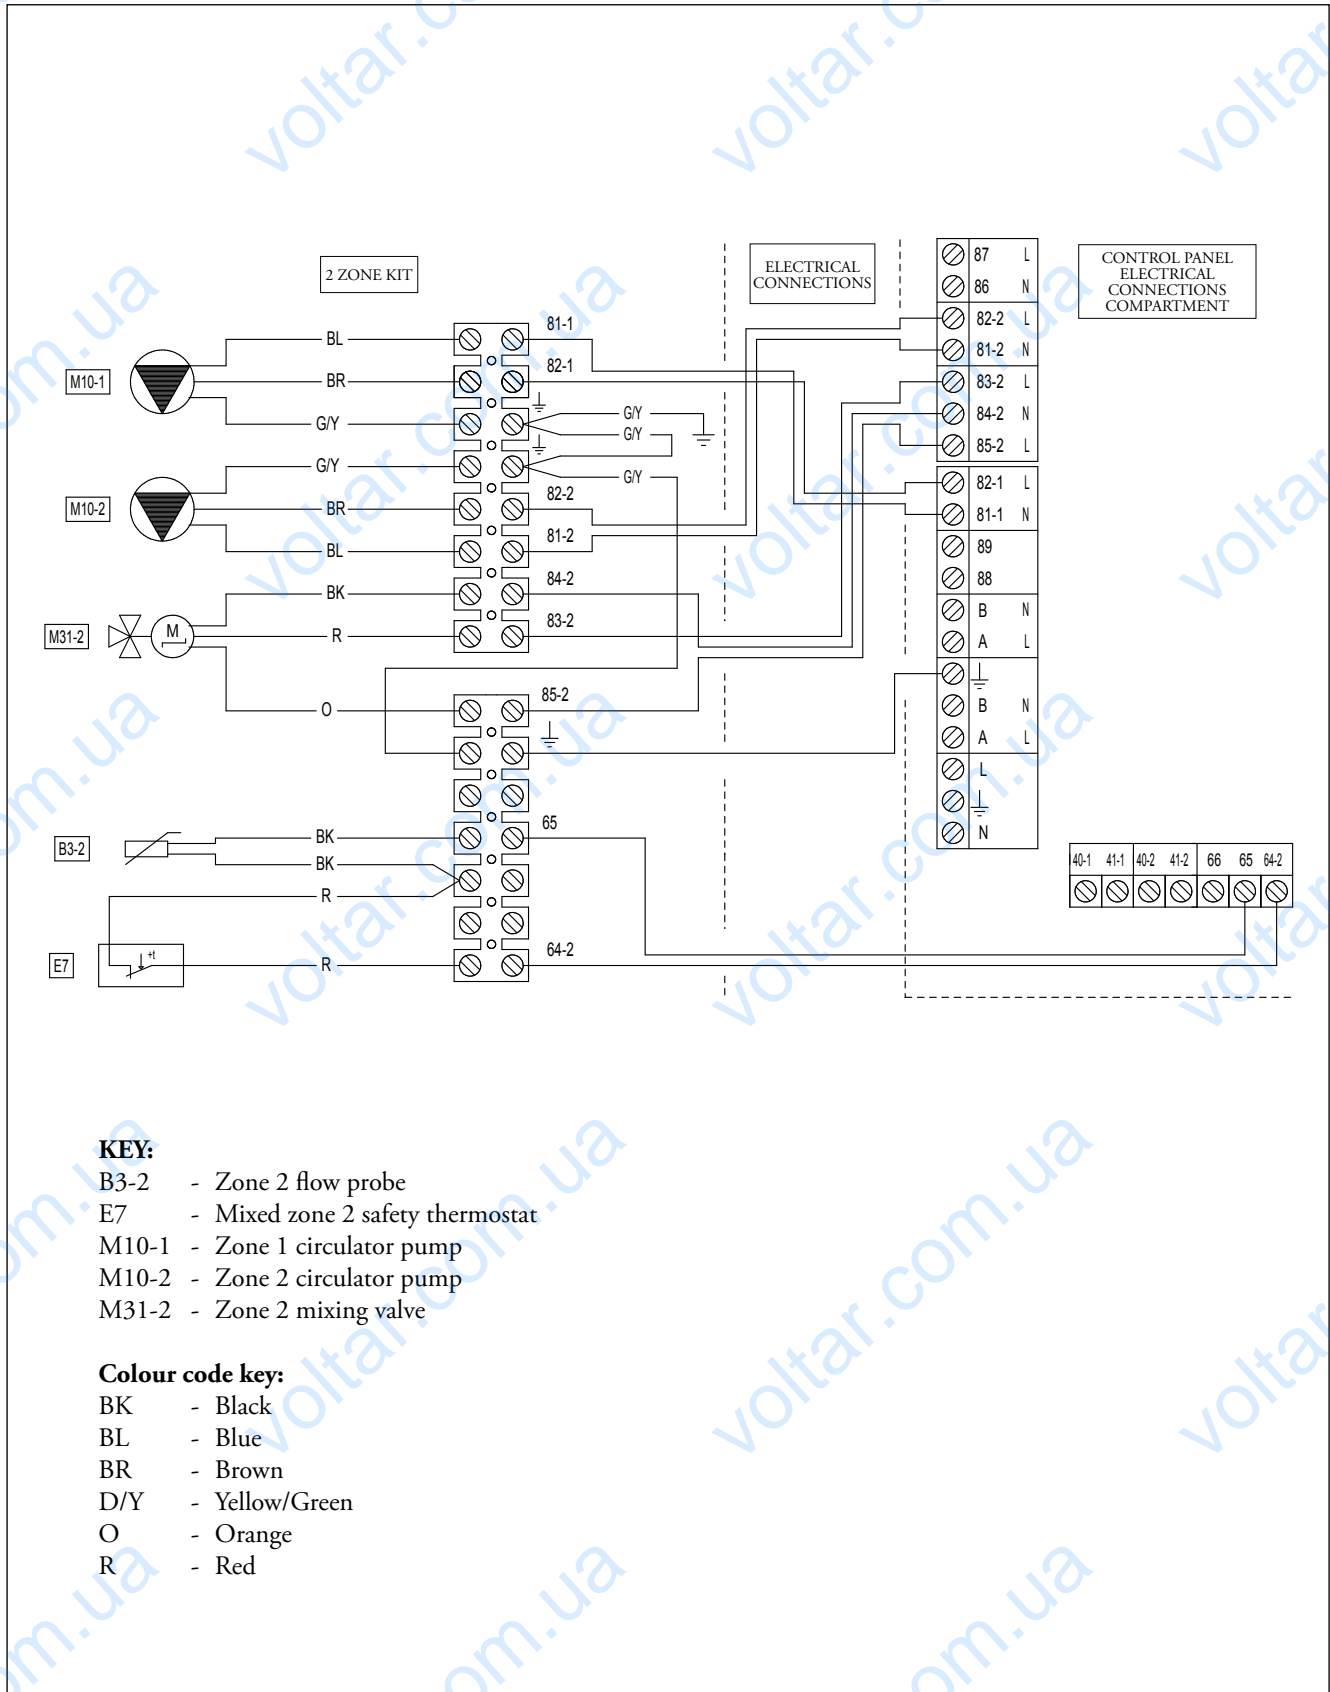 2 ZONE KIT
ELECTRICAL
CONNECTIONS
CONTROL PANEL
ELECTRICAL
CONNECTIONS
COMPARTMENT
M10-1
BL
BR
G/Y
M10-2
G/Y
BR
BL
M31-2
M
BK
R
O
B3-2
BK
BK
R
E7
+t
R
81-1
82-1
G/Y
G/Y
G/Y
82-2
81-2
84-2
83-2
85-2
65
64-2
87 L
86 N
82-2 L
81-2 N
83-2 L
84-2 N
85-2 L
82-1 L
81-1 N
89
88
B N
A L
B N
A L
L
N
40-1 41-1 40-2 41-2 66 65 64-2
KEY:
B3-2 - Zone 2 flow probe
E7 - Mixed zone 2 safety thermostat
M10-1 - Zone 1 circulator pump
M10-2 - Zone 2 circulator pump
M31-2 - Zone 2 mixing valve
Colour code key:
BK - Black
BL - Blue
BR - Brown
D/Y - Yellow/Green
O - Orange
R - Red
voltar.com.ua